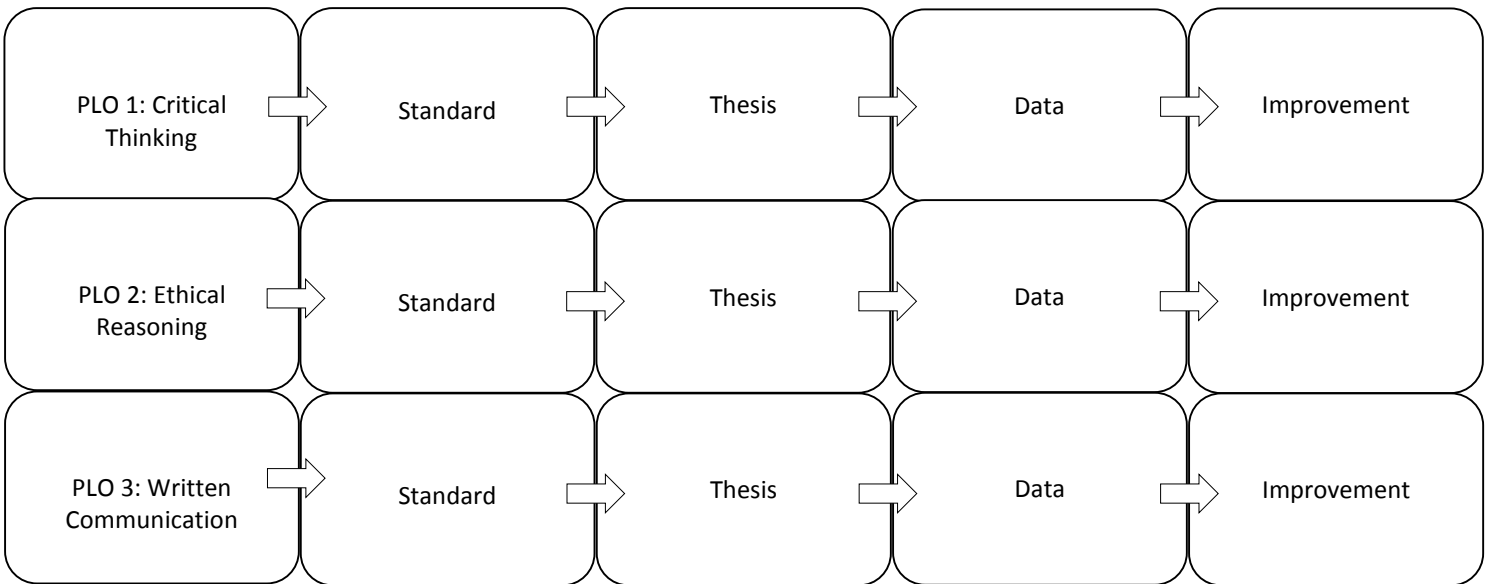 PLO 1: Critical
Thinking
Standard
Thesis
Data
Improvement
PLO 2: Ethical
Reasoning
Standard
Thesis
Data
Improvement
PLO 3: Written
Communication
Standard
Thesis
Data
Improvement